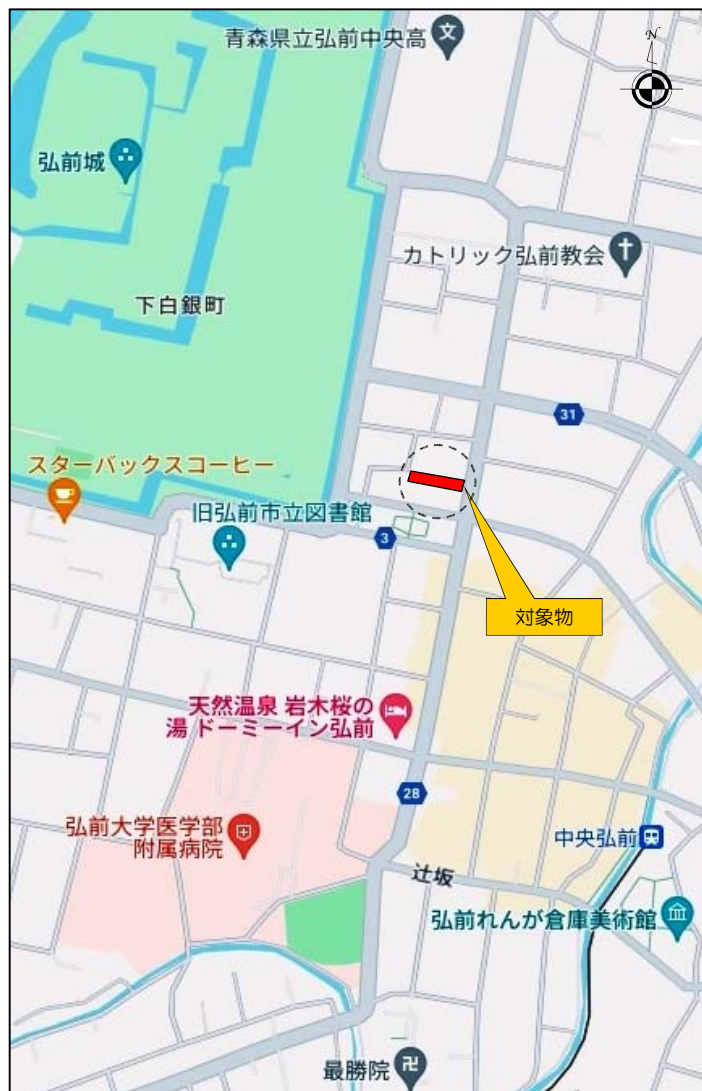 青森県立弘前中央高
N
弘前城
カトリック弘前教会
下白銀町
31
スターバックスコーヒー
旧弘前市立図書館
3
対象物
天然温泉 岩木桜の
湯 ドーミーイン弘前
28
弘前大学医学部
附属病院
中央弘前
辻坂
弘前れんが倉庫美術館
最勝院